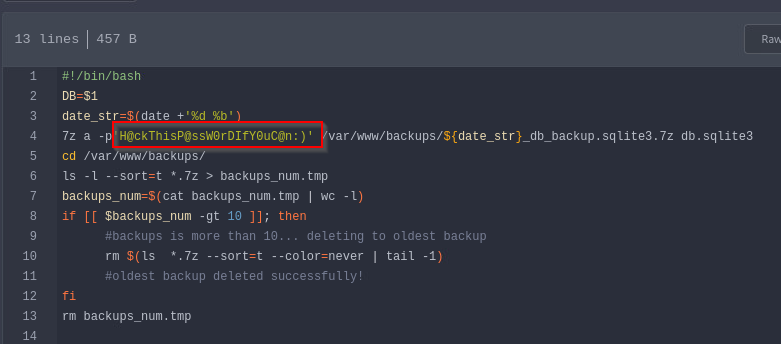 13 lines 457 B
Raw
1 #!/bin/bash
2 DB=$1
3 date_str=$(date +'%d %b')
4 7z a -p'H@ckThisP@ssW0rDIfY0uC@n:)' /var/www/backups/${date_str}_db_backup.sqlite3.7z db.sqlite3
5 cd /var/www/backups/
6 ls -l --sort=t *.7z > backups_num.tmp
7 backups_num=$(cat backups_num.tmp | wc -l)
8 if [[ $backups_num -gt 10 ]]; then
9 #backups is more than 10... deleting to oldest backup
10 rm $(ls  *.7z --sort=t --color=never | tail -1)
11 #oldest backup deleted successfully!
12 fi
13 rm backups_num.tmp
14